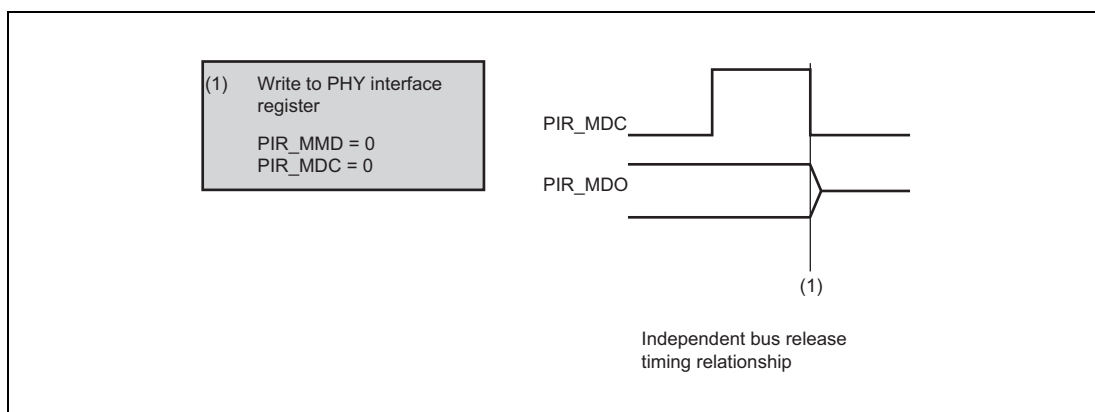 (1) Write to PHY interface
register
PIR_MMD = 0
PIR_MDC = 0
PIR_MDC
PIR_MDO
(1)
Independent bus release
timing relationship